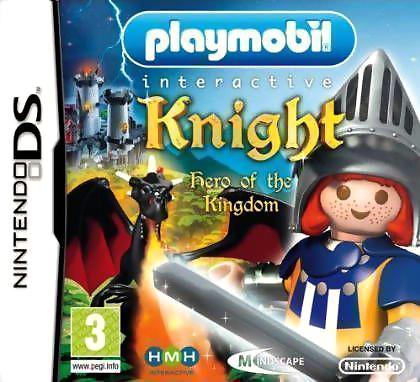 NINTENDO DS
playmobil
interactive
Knight
Hero of the
Kingdom
3
www.pegi.info
HMH
INTERACTIVE
MINDSCAPE
LICENSED BY
Nintendo